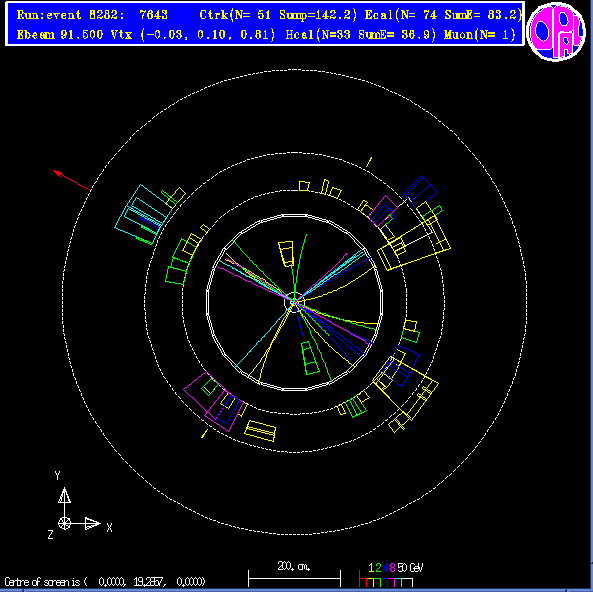 Run:event 8282: 7643 Ctrk(N= 51 Sump=142.2) Ecal(N= 74 SumE= 83.2)
Ebeam 91.500 Vtx (-0.03, 0.10, 0.81) Hcal(N=33 SumE= 36.9) Muon(N= 1)
OPAL
Y
X
Z
200. cm.
1 2 4 8 50 GeV
Centre of screen is ( 0.0000, 19.2857, 0.0000)